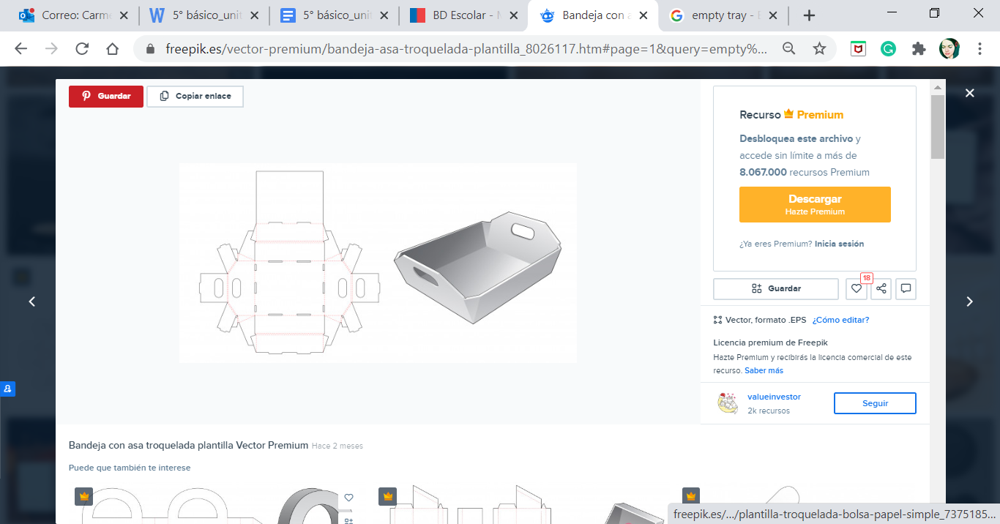 Correo: Carme
5° básico_unit
5° básico_unit
BD Escolar - M
Bandeja con a
empty tray - B
freepik.es/vector-premium/bandeja-asa-troquelada-plantilla_8026117.htm#page=1&query=empty%...
Guardar
Copiar enlace
Recurso Premium
Desbloquea este archivo y
accede sin límite a más de
8.067.000 recursos Premium
Descargar
Hazte Premium
¿Ya eres Premium? Inicia sesión
Guardar
18
Vector, formato .EPS ¿Cómo editar?
Licencia premium de Freepik
Hazte Premium y recibirás la licencia comercial de este
recurso. Saber más
valueinvestor
2k recursos
Seguir
Bandeja con asa troquelada plantilla Vector Premium Hace 2 meses
Puede que también te interese
freepik.es/.../plantilla-troquelada-bolsa-papel-simple_7375185...